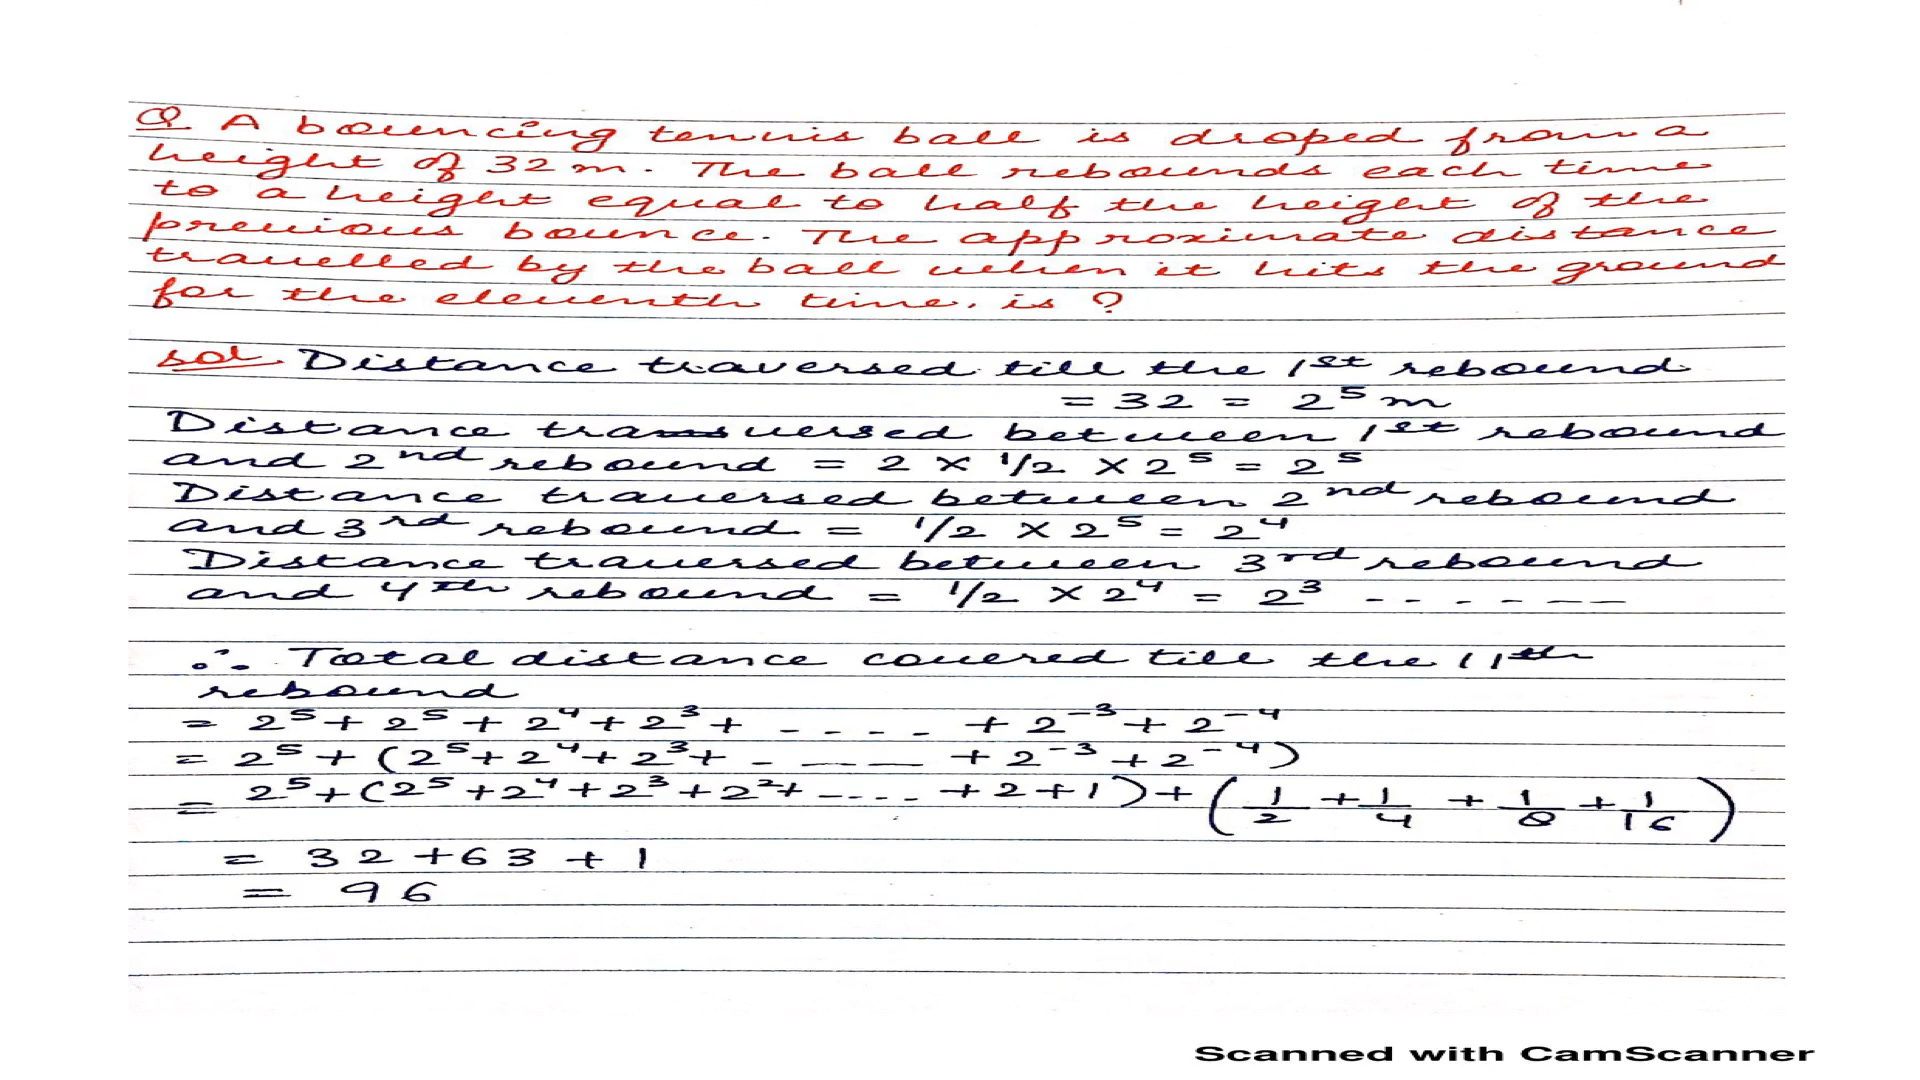 Q A bouncing tennis ball is droped from a
height of 32 m. The ball rebounds each time
to a height equal to half the height of the
previous bounce. The approximate distance
travelled by the ball when it hits the ground
for the eleventh time. is ?
sol Distance traversed till the 1st rebound
= 32 = 2⁵ m
Distance traversed between 1st rebound
and 2nd rebound = 2 × 1/2 × 2⁵ = 2⁵
Distance traversed between 2nd rebound
and 3rd rebound = 1/2 × 2⁵ = 2⁴
Distance traversed between 3rd rebound
and 4th rebound = 1/2 × 2⁴ = 2³ - - - - - -
∴ Total distance covered till the 11th
rebound
= 2⁵ + 2⁵ + 2⁴ + 2³ + - - - - + 2⁻³ + 2⁻⁴
= 2⁵ + (2⁵ + 2⁴ + 2³ + - - - + 2⁻³ + 2⁻⁴)
= 2⁵ + (2⁵ + 2⁴ + 2³ + 2² + - - - - + 2 + 1) + (1/2 + 1/4 + 1/8 + 1/16)
= 32 + 63 + 1
= 96
Scanned with CamScanner